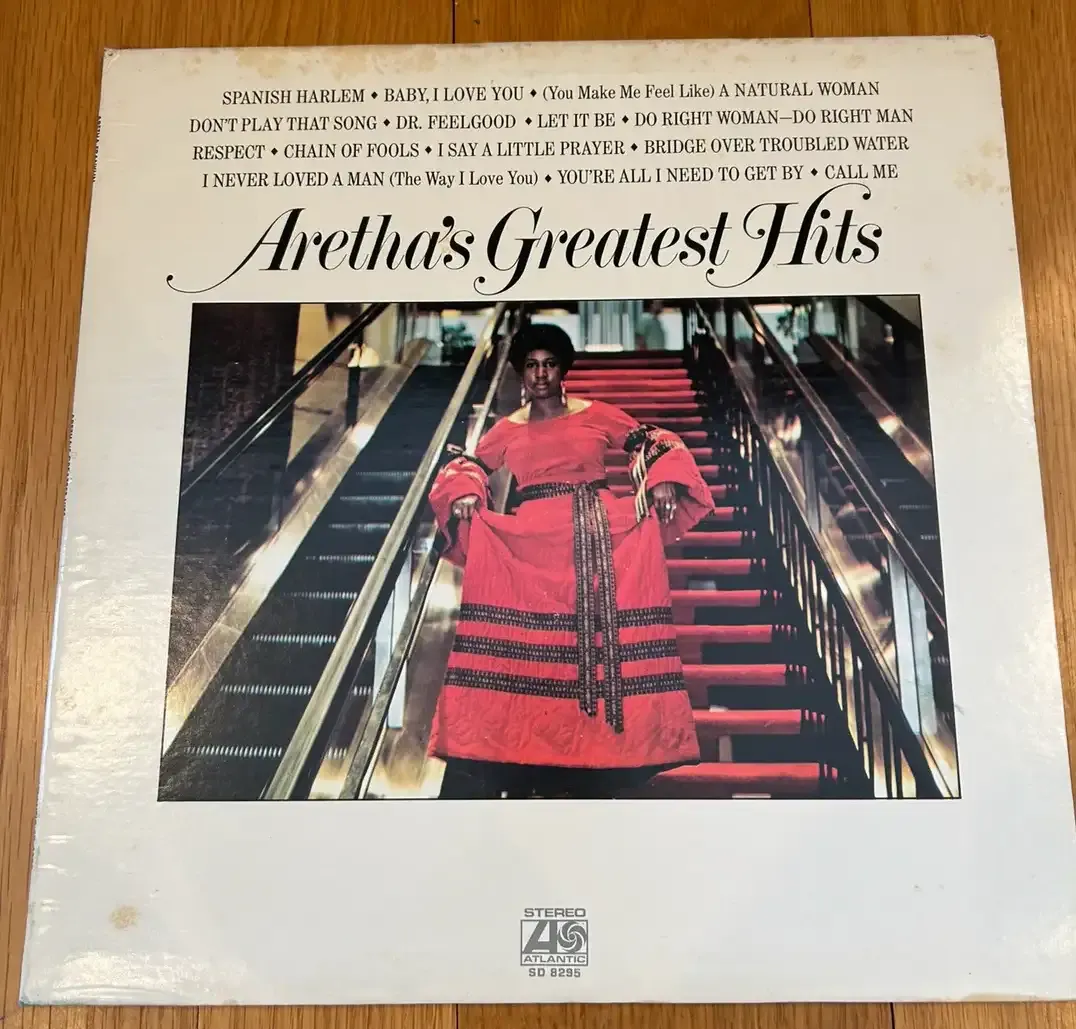 SPANISH HARLEM ♦ BABY, I LOVE YOU ♦ (You Make Me Feel Like) A NATURAL WOMAN
DON'T PLAY THAT SONG ♦ DR. FEELGOOD ♦ LET IT BE ♦ DO RIGHT WOMAN—DO RIGHT MAN
RESPECT ♦ CHAIN OF FOOLS ♦ I SAY A LITTLE PRAYER ♦ BRIDGE OVER TROUBLED WATER
I NEVER LOVED A MAN (The Way I Love You) ♦ YOU'RE ALL I NEED TO GET BY ♦ CALL ME
Aretha's Greatest Hits
STEREO
ATLANTIC
SD 8295